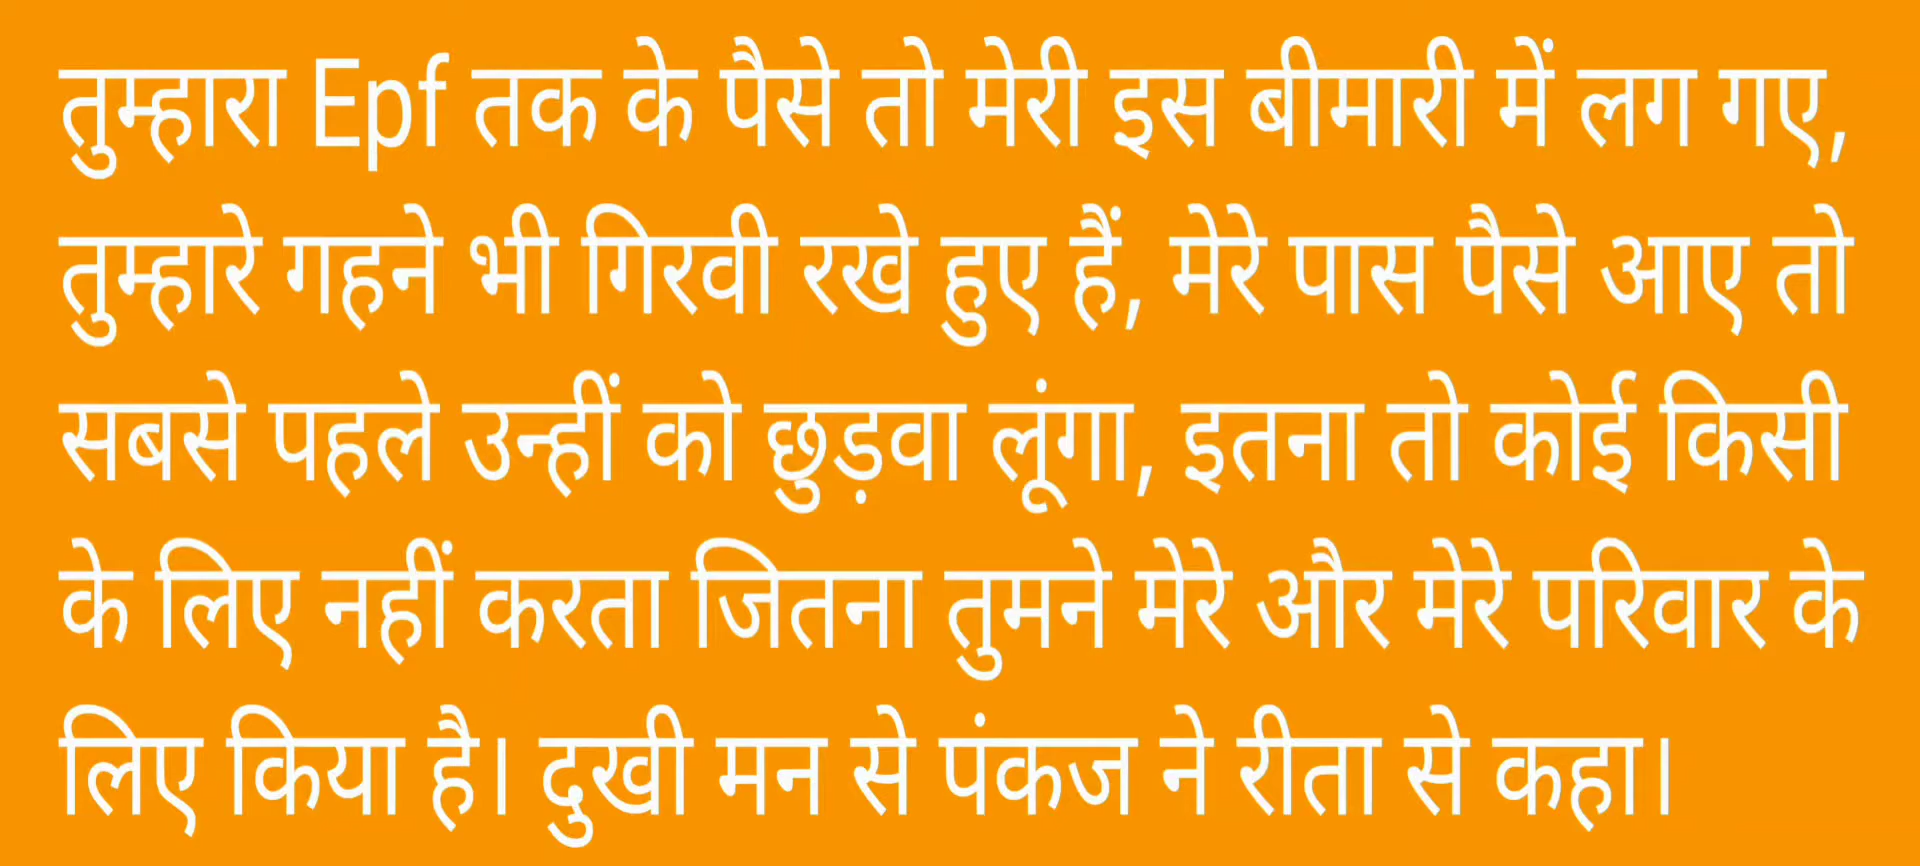 तुम्हारा Epf तक के पैसे तो मेरी इस बीमारी में लग गए,
तुम्हारे गहने भी गिरवी रखे हुए हैं, मेरे पास पैसे आए तो
सबसे पहले उन्हीं को छुड़वा लूंगा, इतना तो कोई किसी
के लिए नहीं करता जितना तुमने मेरे और मेरे परिवार के
लिए किया है। दुखी मन से पंकज ने रीता से कहा।